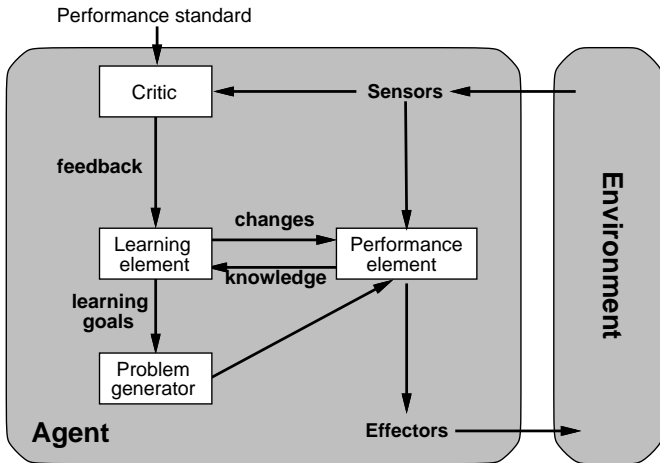 Performance standard
Critic
Sensors
feedback
changes
Learning
element
Performance
element
knowledge
learning
goals
Problem
generator
Agent
Effectors
Environment